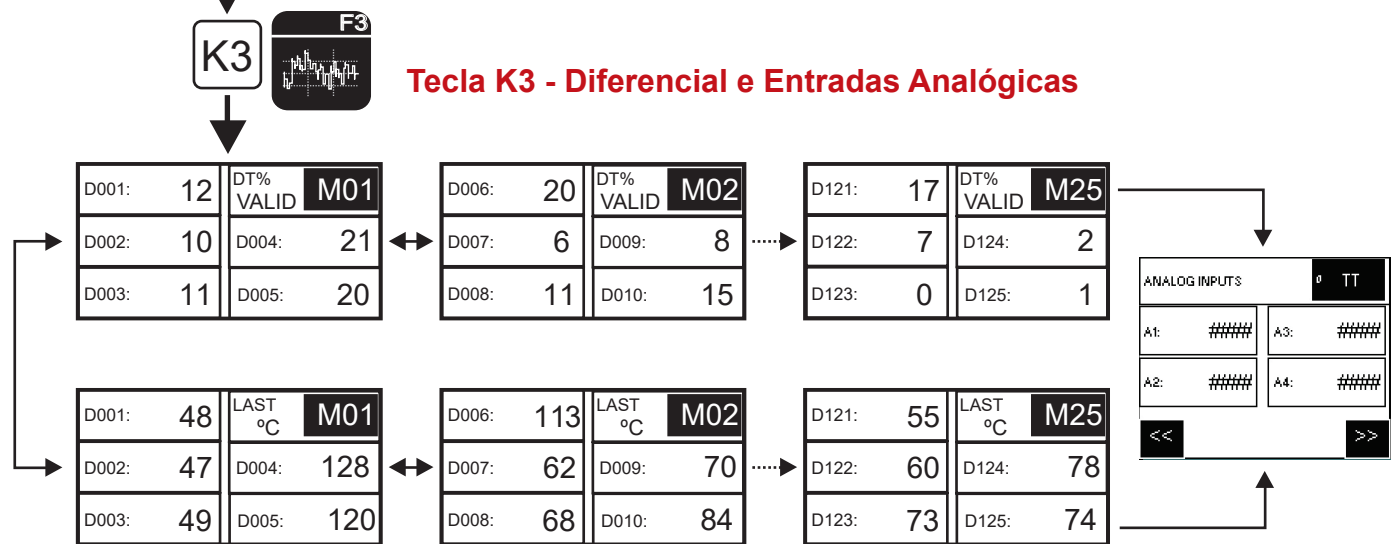 F3
K3
Tecla K3 - Diferencial e Entradas Analógicas
D001: 12 DT% VALID M01
D002: 10 D004: 21
D003: 11 D005: 20
D006: 20 DT% VALID M02
D007: 6 D009: 8
D008: 11 D010: 15
D121: 17 DT% VALID M25
D122: 7 D124: 2
D123: 0 D125: 1
ANALOG INPUTS 0 TT
A1: ##### A3: #####
A2: ##### A4: #####
<< >>
D001: 48 LAST ºC M01
D002: 47 D004: 128
D003: 49 D005: 120
D006: 113 LAST ºC M02
D007: 62 D009: 70
D008: 68 D010: 84
D121: 55 LAST ºC M25
D122: 60 D124: 78
D123: 73 D125: 74